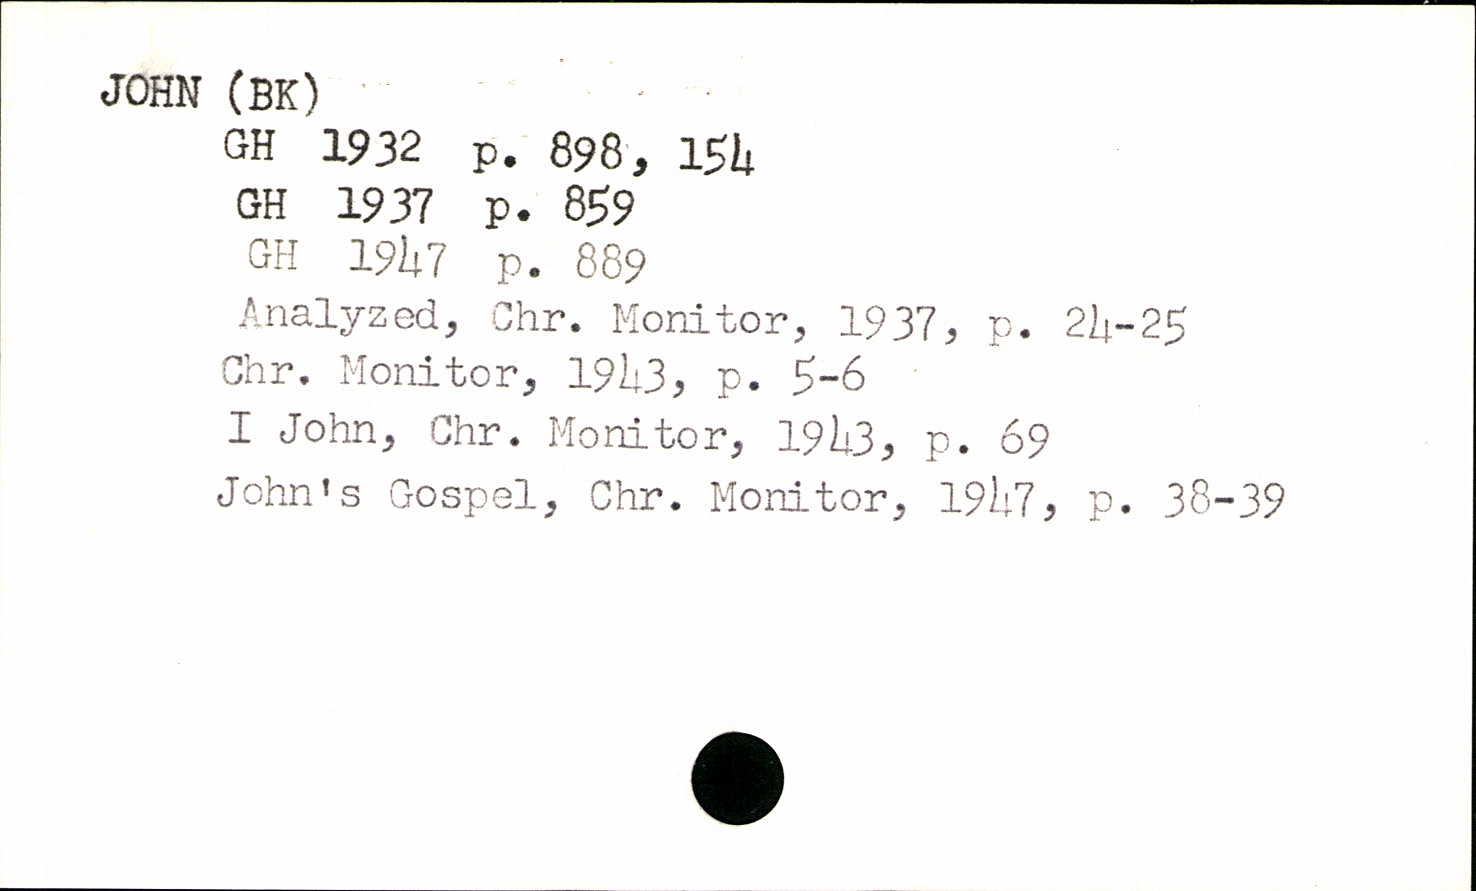 JOHN (BK)
GH 1932 p. 898, 154
GH 1937 p. 859
GH 1947 p. 889
Analyzed, Chr. Monitor, 1937, p. 24-25
Chr. Monitor, 1943, p. 5-6
I John, Chr. Monitor, 1943, p. 69
John's Gospel, Chr. Monitor, 1947, p. 38-39